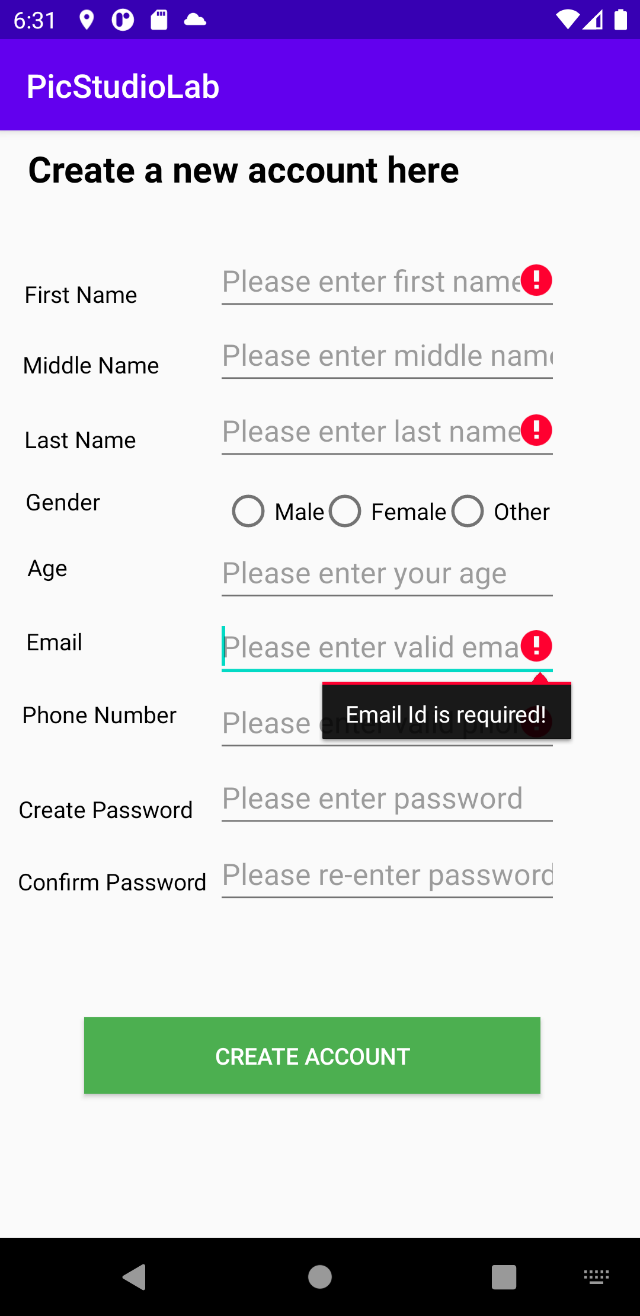 6:31
PicStudioLab
Create a new account here
First Name
Please enter first name
Middle Name
Please enter middle name
Last Name
Please enter last name
Gender
Male
Female
Other
Age
Please enter your age
Email
Please enter valid ema
Email Id is required!
Phone Number
Please enter valid
Create Password
Please enter password
Confirm Password
Please re-enter password
CREATE ACCOUNT